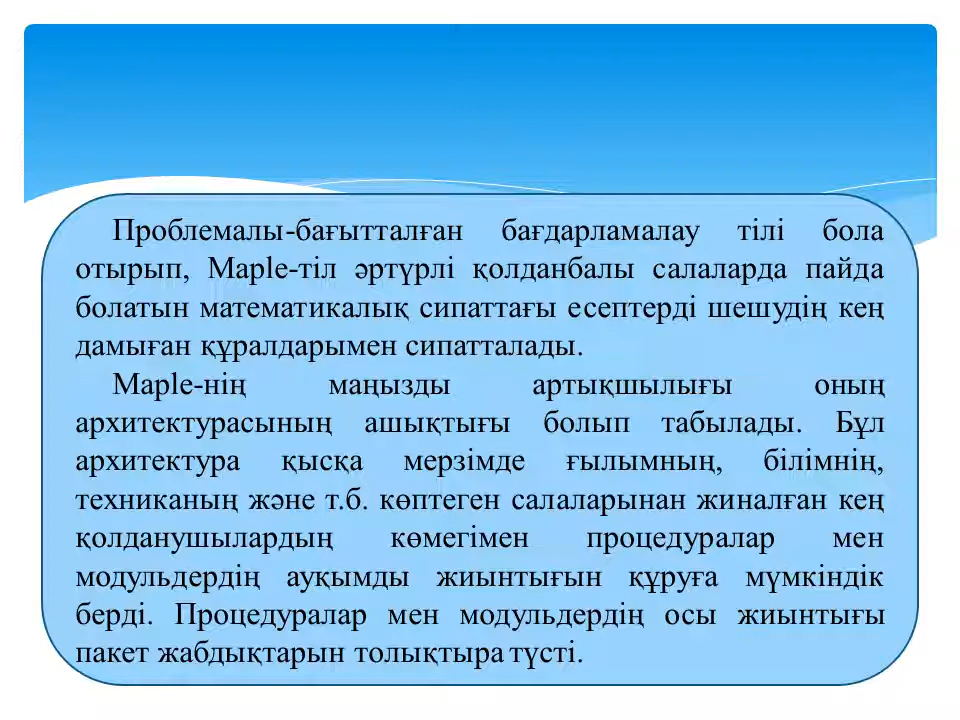 Проблемалы-бағытталған бағдарламалау тілі бола
отырып, Maple-тіл әртүрлі қолданбалы салаларда пайда
болатын математикалық сипаттағы есептерді шешудің кең
дамыған құралдарымен сипатталады.
Maple-нің маңызды артықшылығы оның
архитектурасының ашықтығы болып табылады. Бұл
архитектура қысқа мерзімде ғылымның, білімнің,
техниканың және т.б. көптеген салаларынан жиналған кең
қолданушылардың көмегімен процедуралар мен
модульдердің ауқымды жиынтығын құруға мүмкіндік
берді. Процедуралар мен модульдердің осы жиынтығы
пакет жабдықтарын толықтыра түсті.